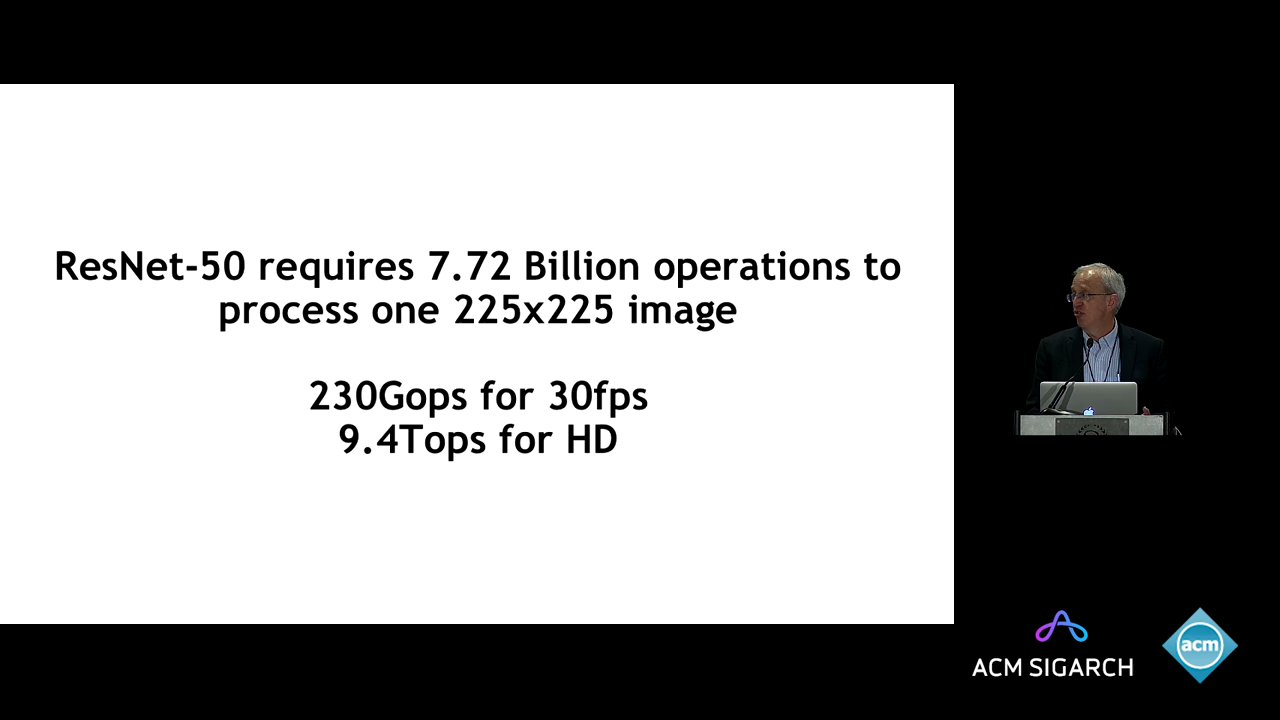 ResNet-50 requires 7.72 Billion operations to
process one 225x225 image
230Gops for 30fps
9.4Tops for HD
ACM SIGARCH
acm